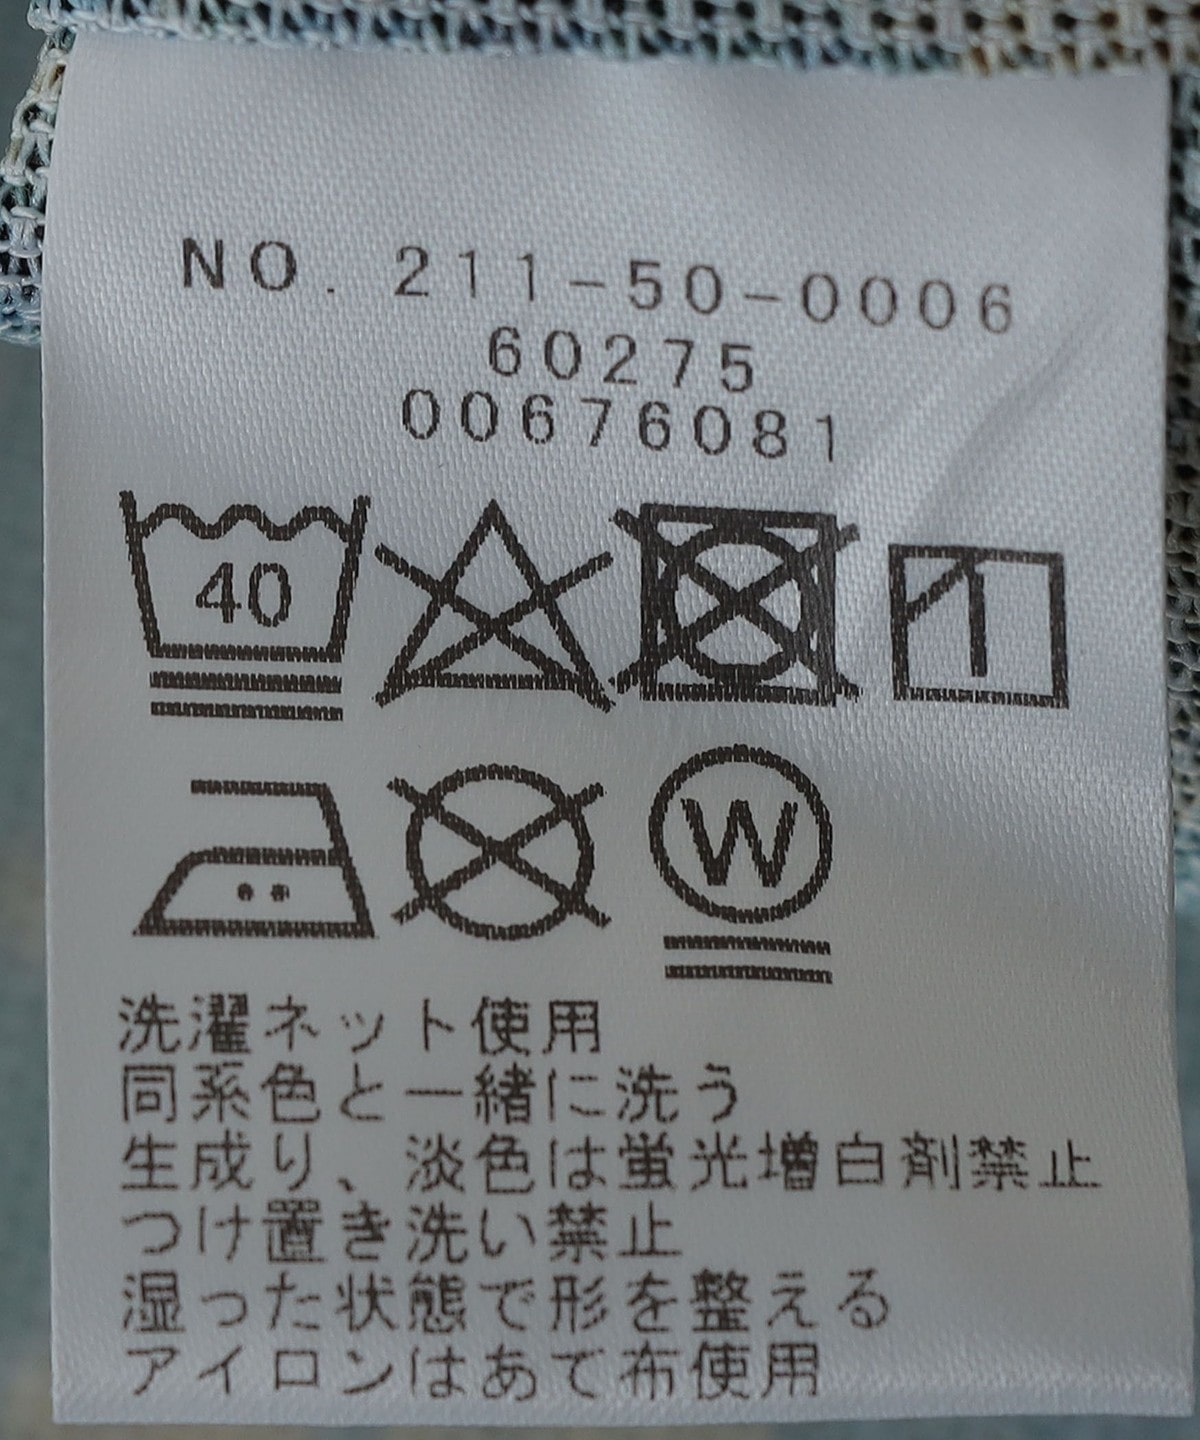 NO. 211-50-0006
60275
00676081
40
W
洗濯ネット使用
同系色と一緒に洗う
生成り、淡色は蛍光増白剤禁止
つけ置き洗い禁止
湿った状態で形を整える
アイロンはあて布使用